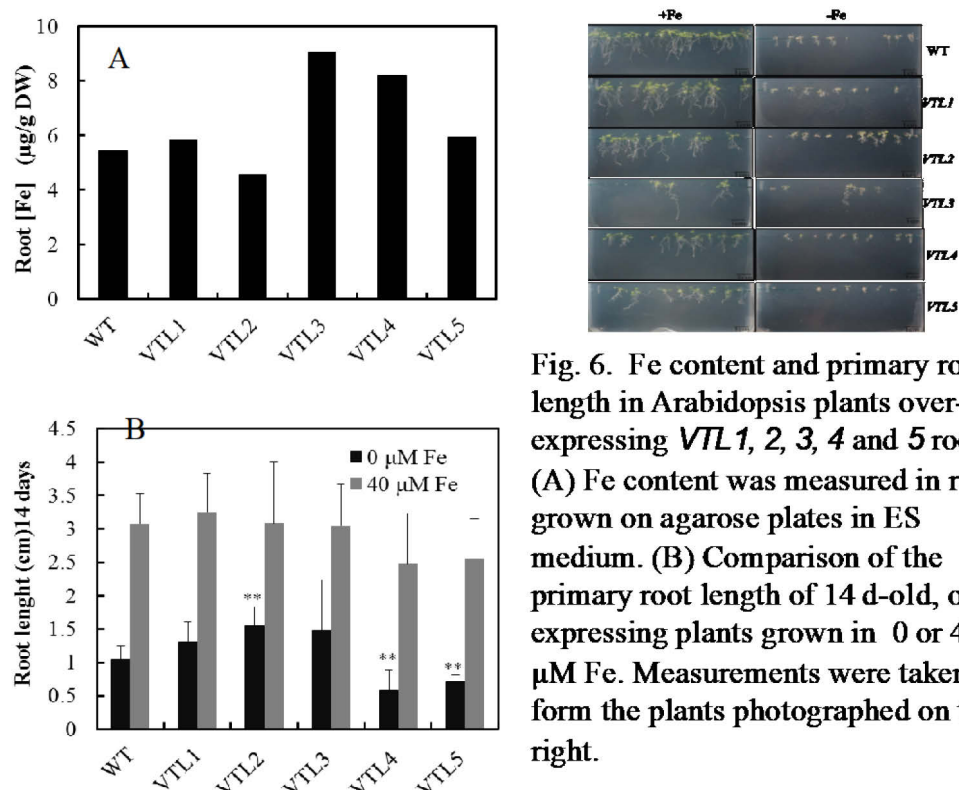 A
Root [Fe] (µg/g DW)
10
8
6
4
2
0
WT
VTL1
VTL2
VTL3
VTL4
VTL5
B
Root lenght (cm)14 days
4.5
4
3.5
3
2.5
2
1.5
1
0.5
0
0 µM Fe
40 µM Fe
**
**
**
WT
VTL1
VTL2
VTL3
VTL4
VTL5
+Fe
-Fe
WT
VTL1
VTL2
VTL3
VTL4
VTL5
Fig. 6. Fe content and primary ro
length in Arabidopsis plants over-
expressing VTL1, 2, 3, 4 and 5 roo
(A) Fe content was measured in r
grown on agarose plates in ES
medium. (B) Comparison of the
primary root length of 14 d-old, o
expressing plants grown in 0 or 4
µM Fe. Measurements were taken
form the plants photographed on t
right.